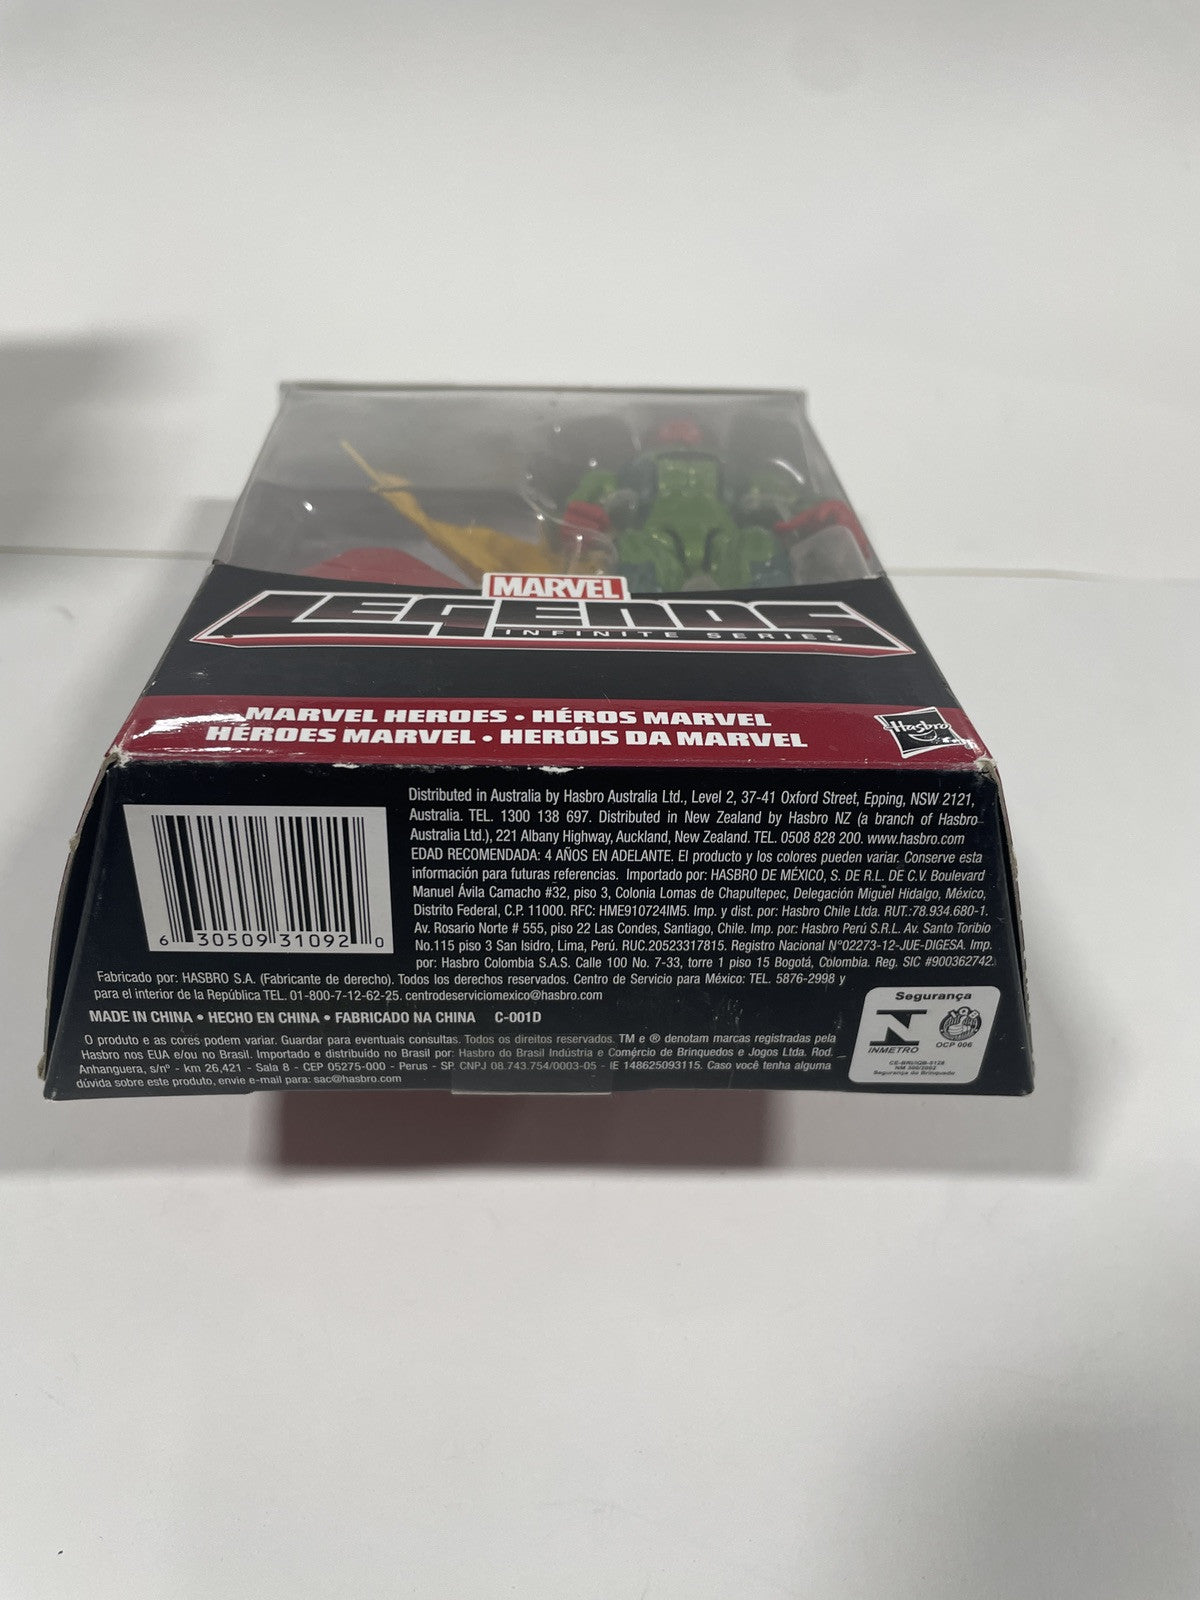 MARVEL
LEGENDS
INFINITE SERIES
MARVEL HEROES • HÉROS MARVEL
HÉROES MARVEL • HERÓIS DA MARVEL
Hasbro
Distributed in Australia by Hasbro Australia Ltd., Level 2, 37-41 Oxford Street, Epping, NSW 2121,
Australia. TEL. 1300 138 697. Distributed in New Zealand by Hasbro NZ (a branch of Hasbro
Australia Ltd.), 221 Albany Highway, Auckland, New Zealand. TEL. 0508 828 200. www.hasbro.com
EDAD RECOMENDADA: 4 AÑOS EN ADELANTE. El producto y los colores pueden variar. Conserve esta
información para futuras referencias. Importado por: HASBRO DE MÉXICO, S. DE R.L. DE C.V. Boulevard
Manuel Ávila Camacho #32, piso 3, Colonia Lomas de Chapultepec, Delegación Miguel Hidalgo, México,
Distrito Federal, C.P. 11000. RFC: HME910724IM5. Imp. y dist. por: Hasbro Chile Ltda. RUT.:78.934.680-1.
Av. Rosario Norte # 555, piso 22 Las Condes, Santiago, Chile. Imp. por: Hasbro Perú S.R.L. Av. Santo Toribio
No.115 piso 3 San Isidro, Lima, Perú. RUC.20523317815. Registro Nacional N°02273-12-JUE-DIGESA. Imp.
por: Hasbro Colombia S.A.S. Calle 100 No. 7-33, torre 1 piso 15 Bogotá, Colombia. Reg. SIC #900362742.
6 30509 31092 0
Fabricado por: HASBRO S.A. (Fabricante de derecho). Todos los derechos reservados. Centro de Servicio para México: TEL. 5876-2998 y
para el interior de la República TEL. 01-800-7-12-62-25. centrodeserviciomexico@hasbro.com
MADE IN CHINA • HECHO EN CHINA • FABRICADO NA CHINA C-001D
O produto e as cores podem variar. Guardar para eventuais consultas. Todos os direitos reservados. TM e ® denotam marcas registradas pela
Hasbro nos EUA e/ou no Brasil. Importado e distribuido no Brasil por: Hasbro do Brasil Indústria e Comércio de Brinquedos e Jogos Ltda. Rod.
Anhanguera, s/nº - km 26,421 - Sala 8 - CEP 05275-000 - Perus - SP. CNPJ 08.743.754/0003-05 - IE 148625093115. Caso você tenha alguma
dúvida sobre este produto, envie e-mail para: sac@hasbro.com
Segurança
INMETRO
OCP 006
NM 300/2002
Segurança do Brinquedo